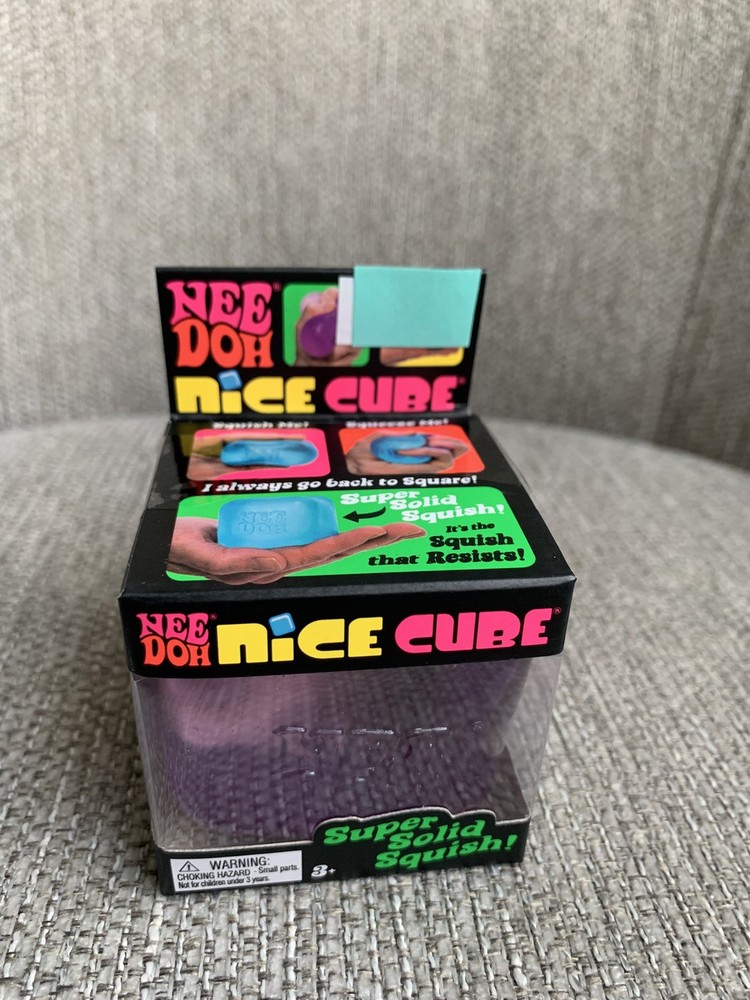 NEE®
DOH
NiCE CUBE®
Squish Me! Squeeze Me!
I always go back to Square!
Super
Solid
Squish!
NEE
DOH
It's the
Squish
that Resists!
NEE®
DOH NiCE CUBE®
Super
Solid
Squish!
WARNING:
CHOKING HAZARD - Small parts.
Not for children under 3 years.
3+